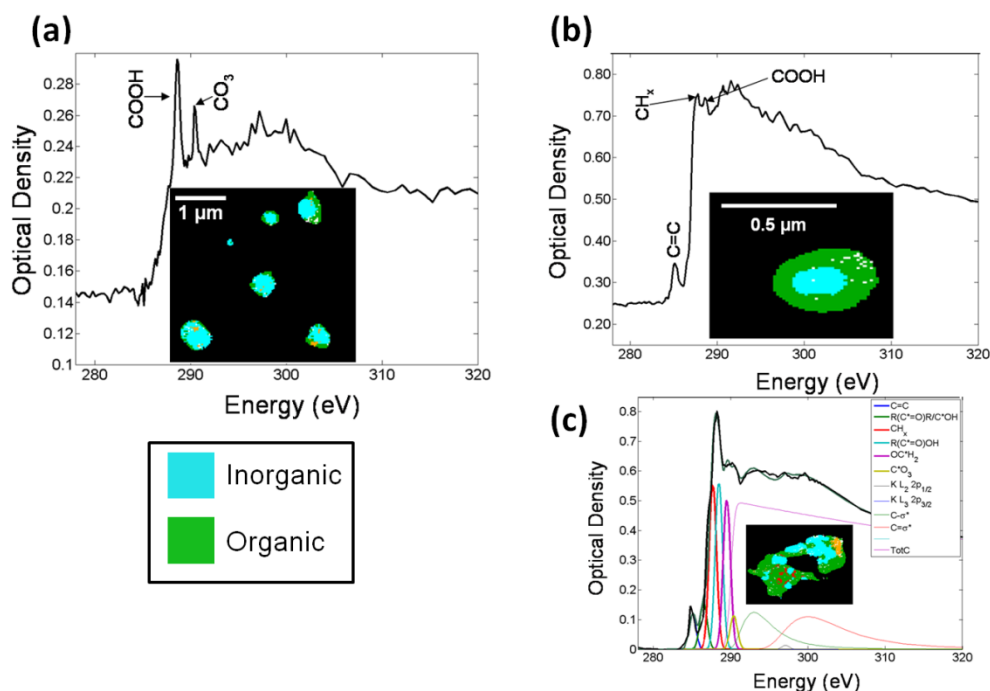 (a)
Optical Density
0.28
0.26
0.24
0.22
0.2
0.18
0.16
0.14
0.12
0.1
COOH
CO3
1 µm
280 290 300 310 320
Energy (eV)
Inorganic
Organic
(b)
Optical Density
0.80
0.70
0.60
0.50
0.40
0.30
0.20
CHx
COOH
C=C
0.5 µm
280 290 300 310 320
Energy (eV)
(c)
Optical Density
0.8
0.7
0.6
0.5
0.4
0.3
0.2
0.1
0
C=C
R(C*=O)R/C*OH
CHx
R(C*=O)OH
OC*H2
C*O3
K L2 2p1/2
K L3 2p3/2
C-σ*
C=σ*
TotC
280 290 300 310 320
Energy (eV)